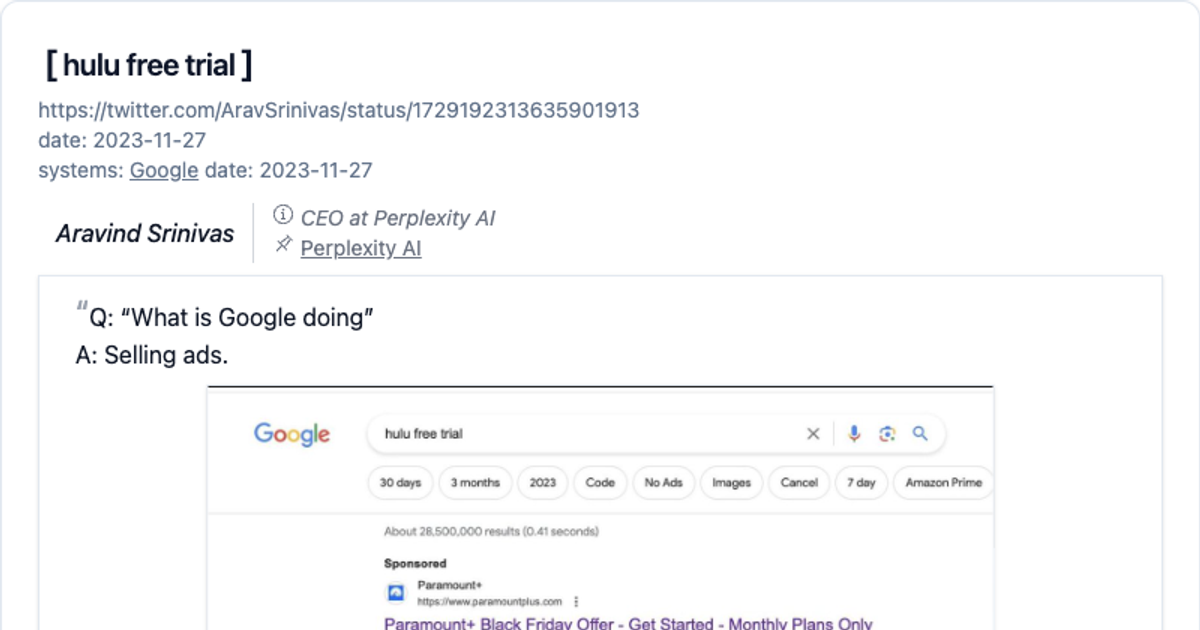 [ hulu free trial ]
https://twitter.com/AravSrinivas/status/1729192313635901913
date: 2023-11-27
systems: Google date: 2023-11-27
Aravind Srinivas
CEO at Perplexity AI
Perplexity AI
“Q: “What is Google doing”
A: Selling ads.
Google
hulu free trial
30 days 3 months 2023 Code No Ads Images Cancel 7 day Amazon Prime
About 28,500,000 results (0.41 seconds)
Sponsored
Paramount+
https://www.paramountplus.com
Paramount+ Black Friday Offer - Get Started - Monthly Plans Only